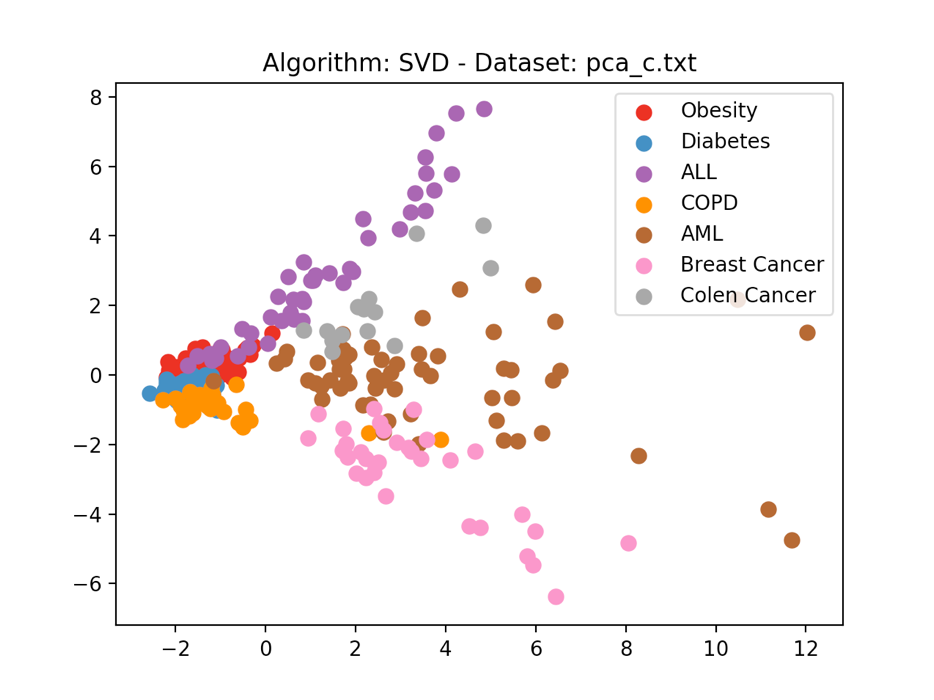 Algorithm: SVD - Dataset: pca_c.txt
8
6
4
2
0
−2
−4
−6
−2
0
2
4
6
8
10
12
Obesity
Diabetes
ALL
COPD
AML
Breast Cancer
Colen Cancer